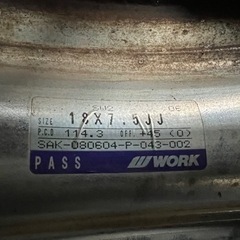 SIZE 18X7.5JJ
P.C.D 114.3 OFF. +45 (0)
SAK-080604-P-043-002
PASS WORK